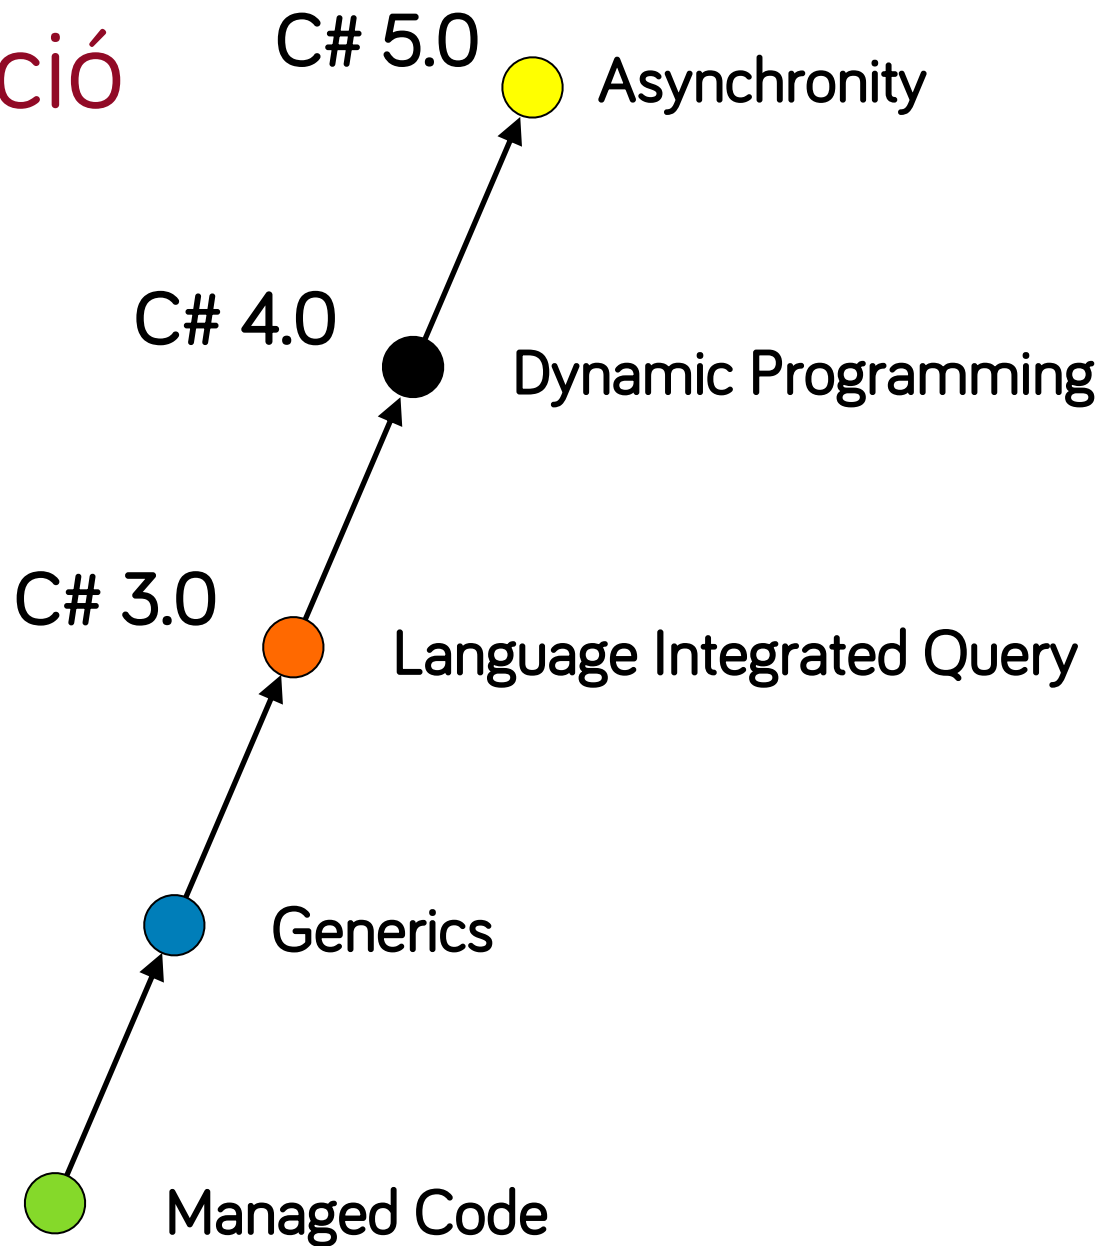 ció
C# 5.0
Asynchronity
C# 4.0
Dynamic Programming
C# 3.0
Language Integrated Query
Generics
Managed Code